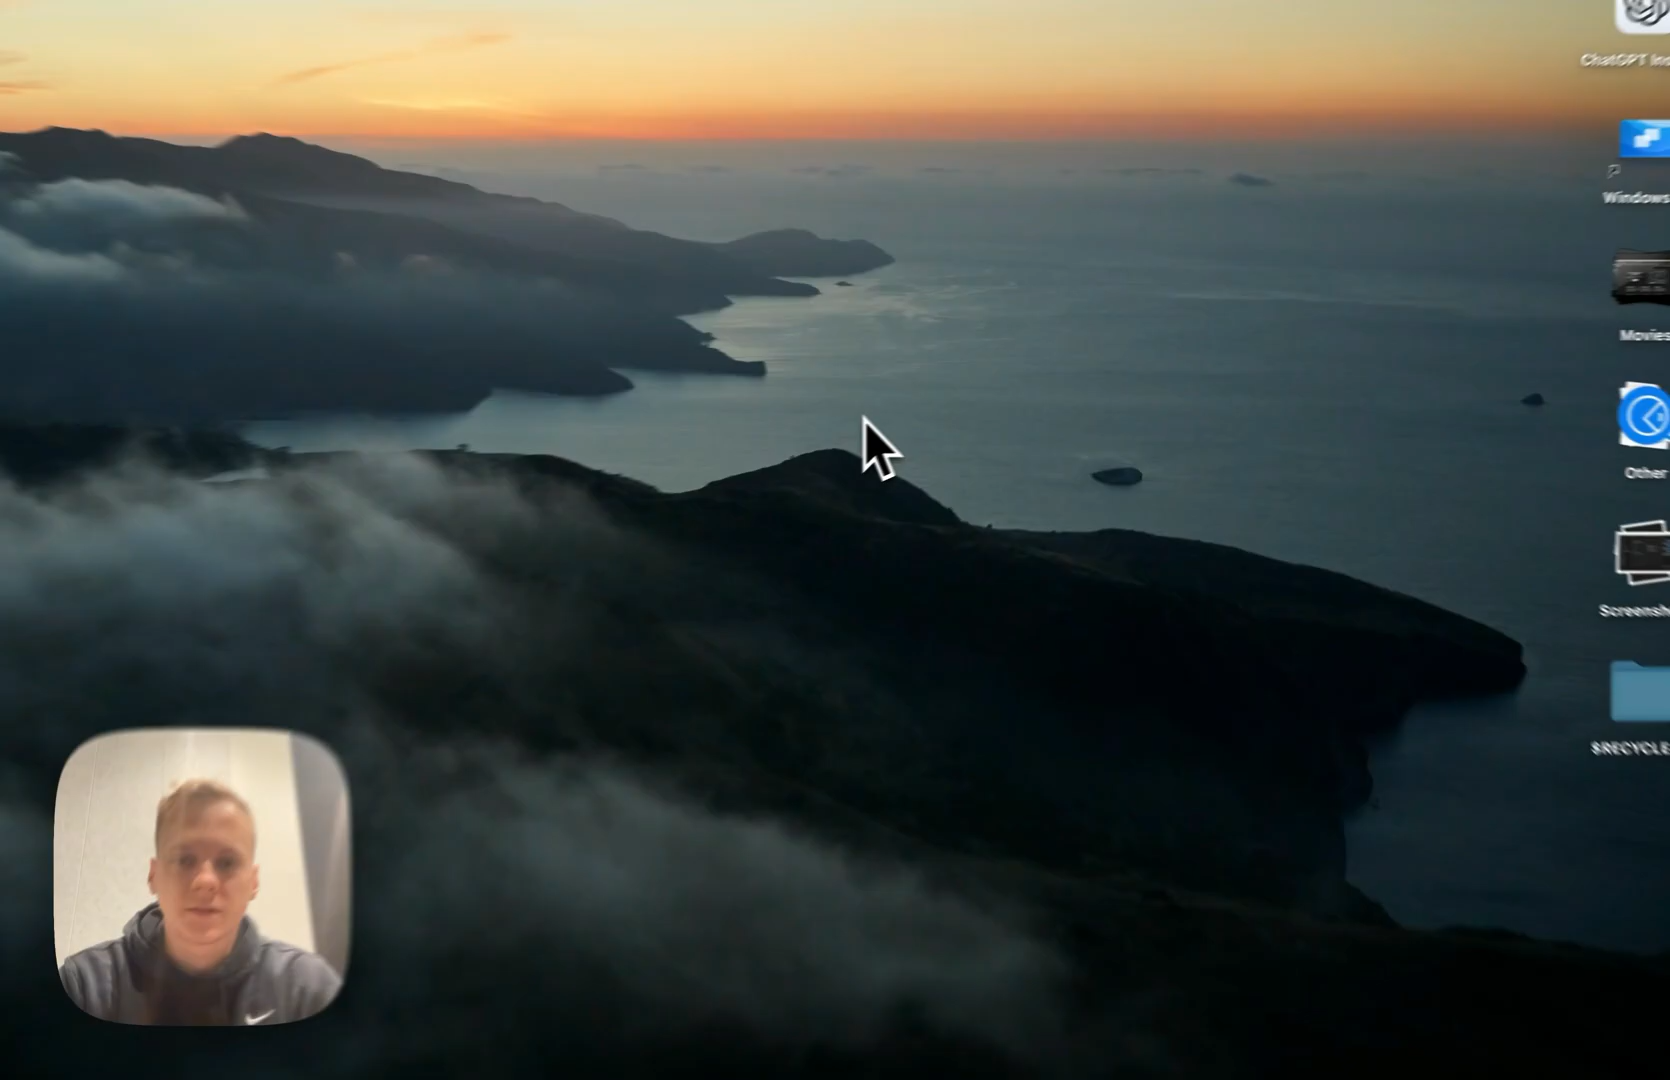 ChatGPT Ins
Windows
Movies
Other
Screensh
$RECYCLE